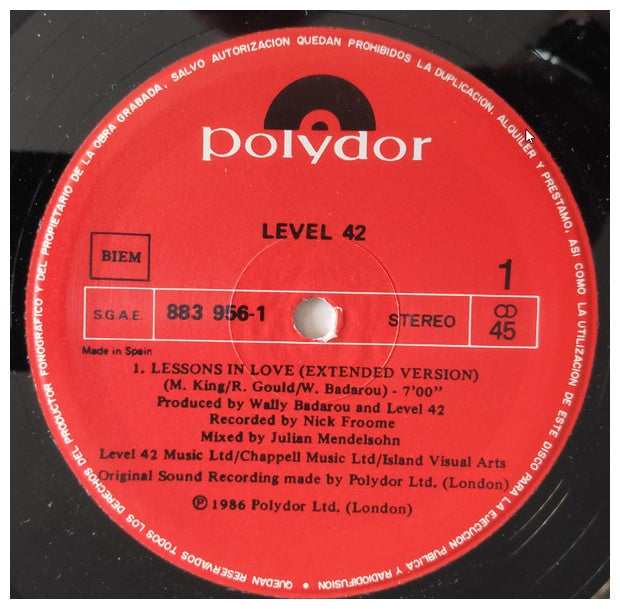 QUEDAN RESERVADOS TODOS LOS DERECHOS DEL PRODUCTOR FONOGRAFICO Y DEL PROPIETARIO DE LA OBRA GRABADA, SALVO AUTORIZACION QUEDAN PROHIBIDOS LA DUPLICACION, ALQUILER Y PRESTAMO, ASI COMO LA UTILIZACION DE ESTE DISCO PARA LA EJECUCION PUBLICA Y RADIODIFUSION •
polydor
LEVEL 42
BIEM
1
S.G.A.E.
883 956-1
STEREO
45
Made in Spain
1. LESSONS IN LOVE (EXTENDED VERSION)
(M. King/R. Gould/W. Badarou) - 7'00"
Produced by Wally Badarou and Level 42
Recorded by Nick Froome
Mixed by Julian Mendelsohn
Level 42 Music Ltd/Chappell Music Ltd/Island Visual Arts
Original Sound Recording made by Polydor Ltd. (London)
Ⓟ 1986 Polydor Ltd. (London)